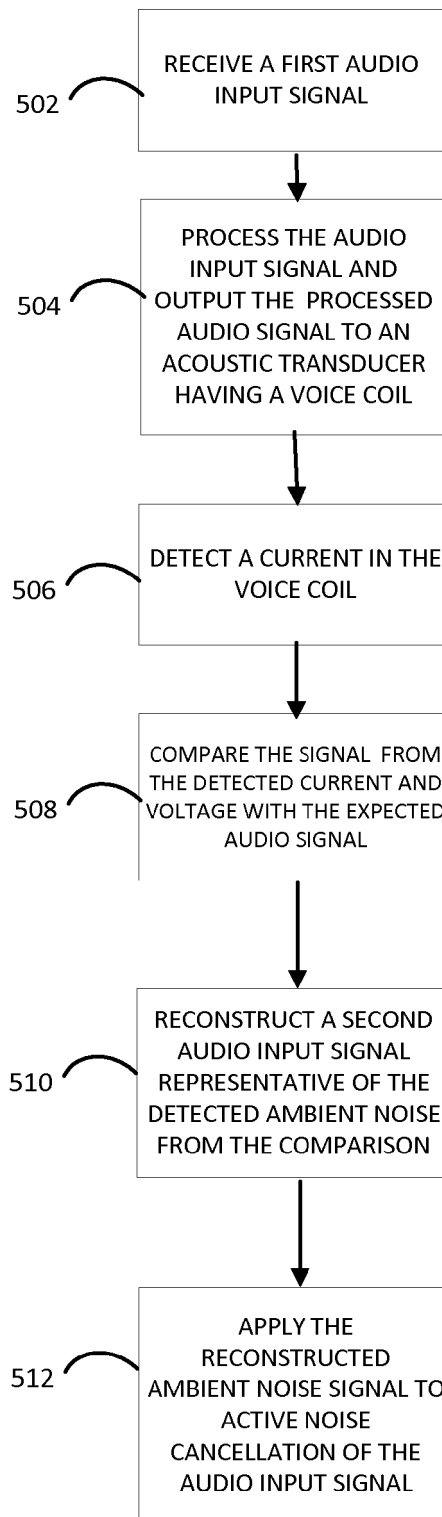 502
RECEIVE A FIRST AUDIO
INPUT SIGNAL
504
PROCESS THE AUDIO
INPUT SIGNAL AND
OUTPUT THE PROCESSED
AUDIO SIGNAL TO AN
ACOUSTIC TRANSDUCER
HAVING A VOICE COIL
506
DETECT A CURRENT IN THE
VOICE COIL
508
COMPARE THE SIGNAL FROM
THE DETECTED CURRENT AND
VOLTAGE WITH THE EXPECTED
AUDIO SIGNAL
510
RECONSTRUCT A SECOND
AUDIO INPUT SIGNAL
REPRESENTATIVE OF THE
DETECTED AMBIENT NOISE
FROM THE COMPARISON
512
APPLY THE
RECONSTRUCTED
AMBIENT NOISE SIGNAL TO
ACTIVE NOISE
CANCELLATION OF THE
AUDIO INPUT SIGNAL